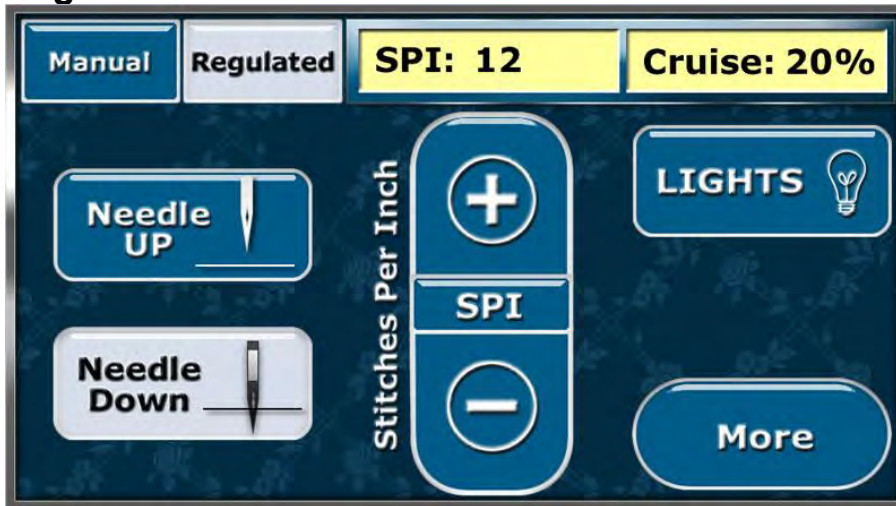 Manual
Regulated
SPI: 12
Cruise: 20%
Needle
UP
Stitches Per Inch
SPI
LIGHTS
Needle
Down
More